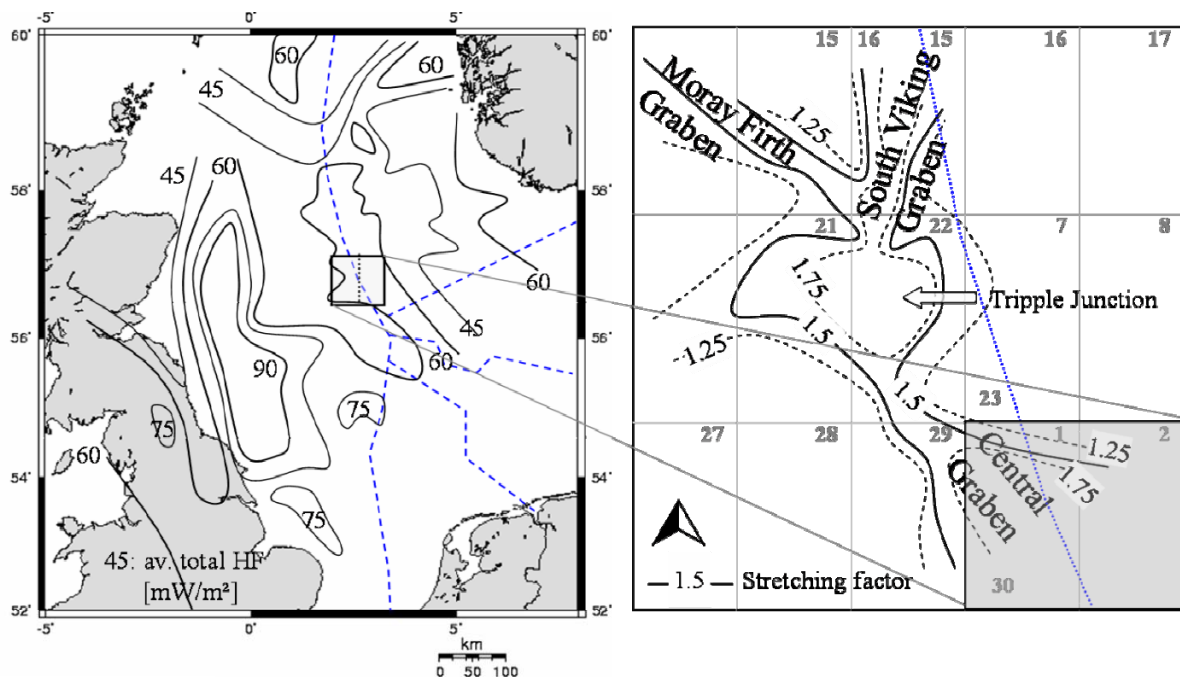 -5°
0°
5°
60°
60°
60
60
45
45
60
56°
56°
60
45
56°
56°
90
60
75
75
60
54°
54°
75
45: av. total HF
[mW/m²]
52°
52°
-5°
0°
5°
km
0 50 100
15 16 15 16 17
Moray Firth
Graben
1.25
South Viking
Graben
21 22 7 8
1.75
Tripple Junction
1.5
1.25
1.5
23
27 28 29 1 2
1.25
1.75
Central
Graben
1.5 Stretching factor
30